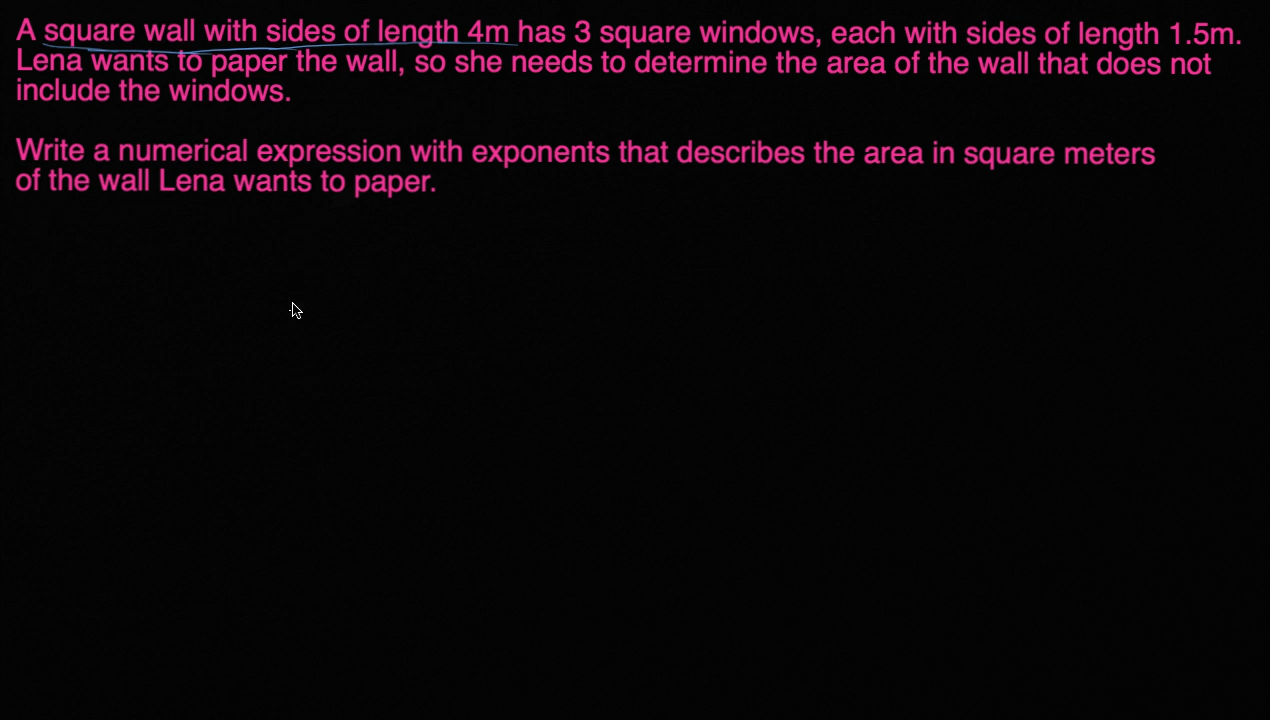 A square wall with sides of length 4m has 3 square windows, each with sides of length 1.5m.
Lena wants to paper the wall, so she needs to determine the area of the wall that does not
include the windows.
Write a numerical expression with exponents that describes the area in square meters
of the wall Lena wants to paper.